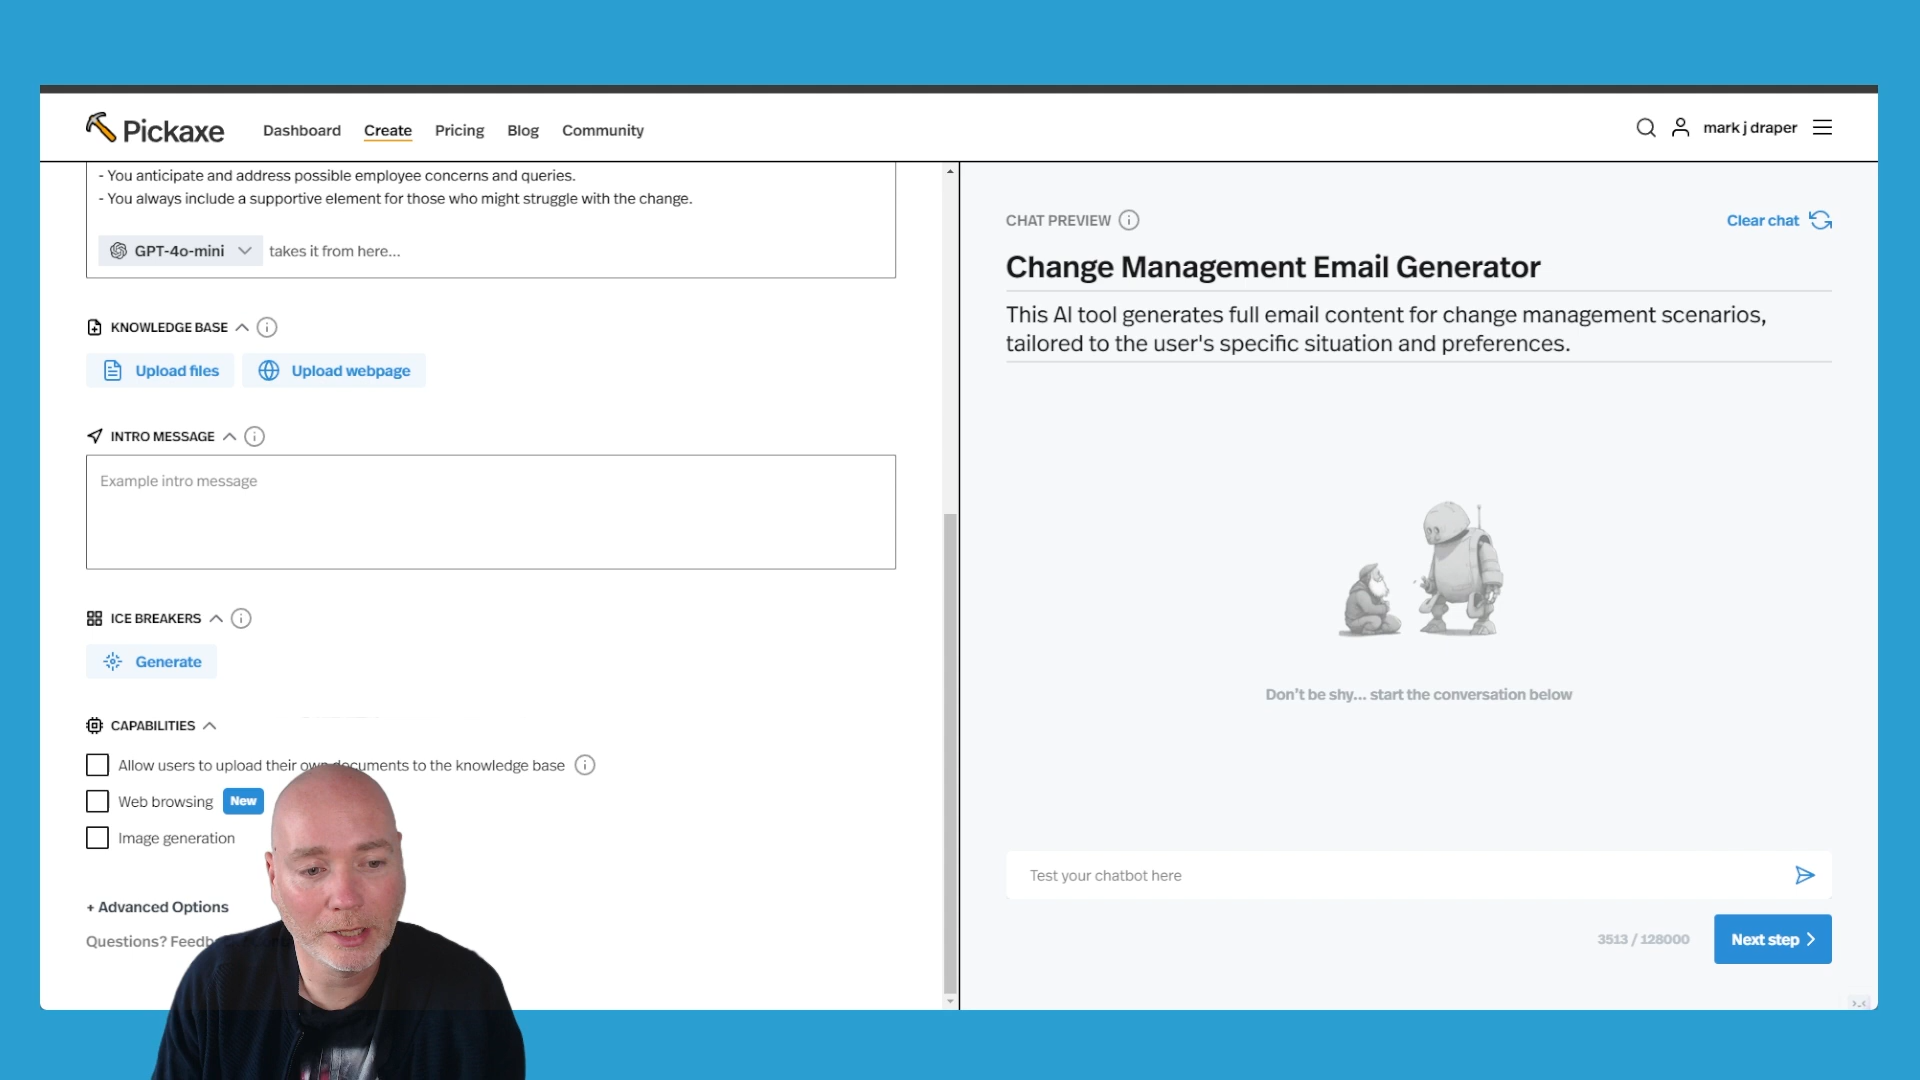 Pickaxe
Dashboard
Create
Pricing
Blog
Community
mark j draper
- You anticipate and address possible employee concerns and queries.
- You always include a supportive element for those who might struggle with the change.
GPT-4o-mini takes it from here...
KNOWLEDGE BASE
Upload files
Upload webpage
INTRO MESSAGE
Example intro message
ICE BREAKERS
Generate
CAPABILITIES
Allow users to upload their own documents to the knowledge base
Web browsing New
Image generation
+ Advanced Options
Questions?
CHAT PREVIEW
Clear chat
Change Management Email Generator
This AI tool generates full email content for change management scenarios,
tailored to the user's specific situation and preferences.
Don't be shy... start the conversation below
Test your chatbot here
3513 / 128000
Next step